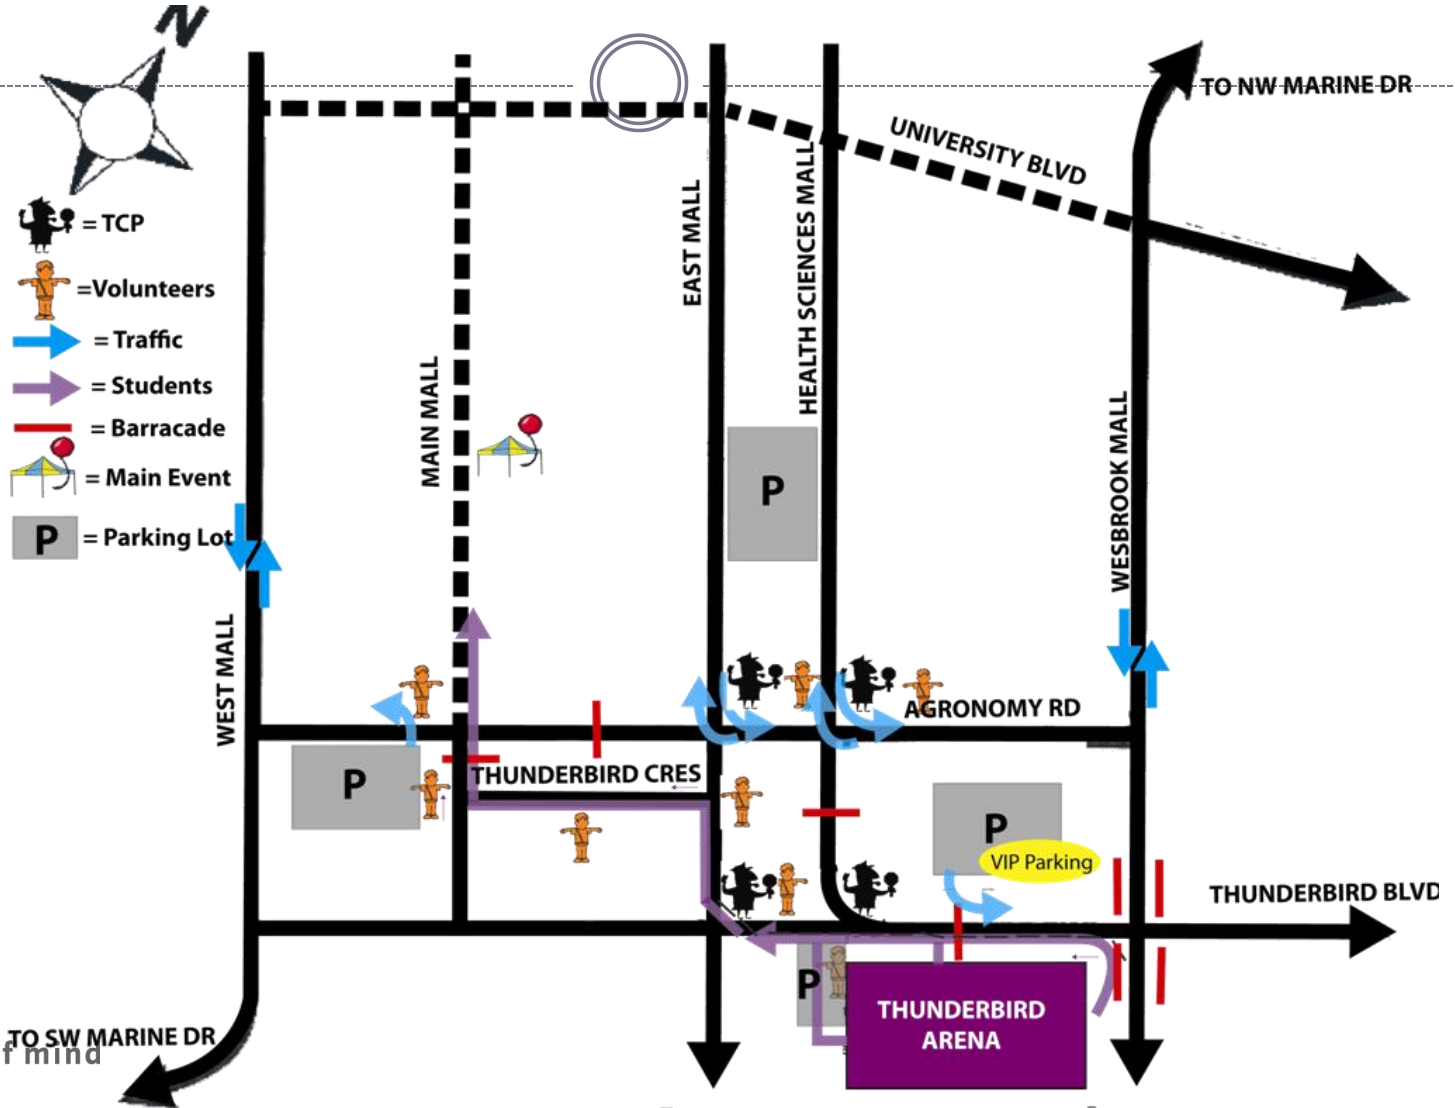 N
TO NW MARINE DR
UNIVERSITY BLVD
= TCP
=Volunteers
= Traffic
= Students
= Barracade
= Main Event
P = Parking Lot
EAST MALL
HEALTH SCIENCES MALL
MAIN MALL
WESBROOK MALL
P
WEST MALL
AGRONOMY RD
P
THUNDERBIRD CRES
P
VIP Parking
THUNDERBIRD BLVD
P
THUNDERBIRD
ARENA
TO SW MARINE DR
f mind